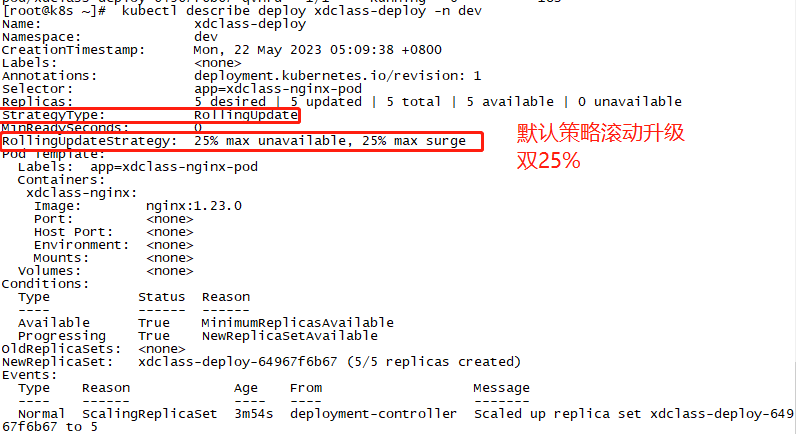 [root@k8s ~]# kubectl describe deploy xdclass-deploy -n dev
Name: xdclass-deploy
Namespace: dev
CreationTimestamp: Mon, 22 May 2023 05:09:38 +0800
Labels: <none>
Annotations: deployment.kubernetes.io/revision: 1
Selector: app=xdclass-nginx-pod
Replicas: 5 desired | 5 updated | 5 total | 5 available | 0 unavailable
StrategyType: RollingUpdate
MinReadySeconds: 0
RollingUpdateStrategy: 25% max unavailable, 25% max surge
默认策略滚动升级
双25%
Pod Template:
Labels: app=xdclass-nginx-pod
Containers:
xdclass-nginx:
Image: nginx:1.23.0
Port: <none>
Host Port: <none>
Environment: <none>
Mounts: <none>
Volumes: <none>
Conditions:
Type Status Reason
---- ------ ------
Available True MinimumReplicasAvailable
Progressing True NewReplicaSetAvailable
OldReplicaSets: <none>
NewReplicaSet: xdclass-deploy-64967f6b67 (5/5 replicas created)
Events:
Type Reason Age From Message
---- ------ ---- ---- -------
Normal ScalingReplicaSet 3m54s deployment-controller Scaled up replica set xdclass-deploy-649
67f6b67 to 5